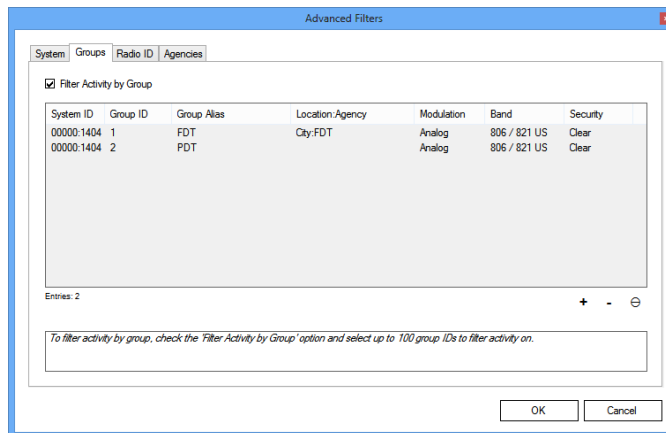 Advanced Filters
System Groups Radio ID Agencies
Filter Activity by Group
System ID Group ID Group Alias Location:Agency Modulation Band Security
00000:1404 1 FDT City:FDT Analog 806 / 821 US Clear
00000:1404 2 PDT Analog 806 / 821 US Clear
Entries: 2
+ - ⊖
To filter activity by group, check the 'Filter Activity by Group' option and select up to 100 group IDs to filter activity on.
OK Cancel